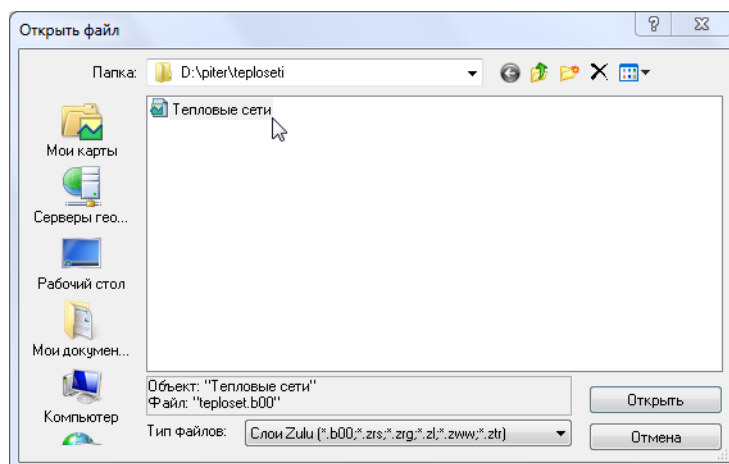 Открыть файл
Папка: D:\piter\teploseti
Тепловые сети
Мои карты
Серверы гео...
Рабочий стол
Мои докумен...
Компьютер
Объект: "Тепловые сети"
Файл: "teploset.b00"
Открыть
Тип файлов: Слои Zulu (*.b00;*.zrs;*.zrg;*.zl;*.zww;*.ztr)
Отмена